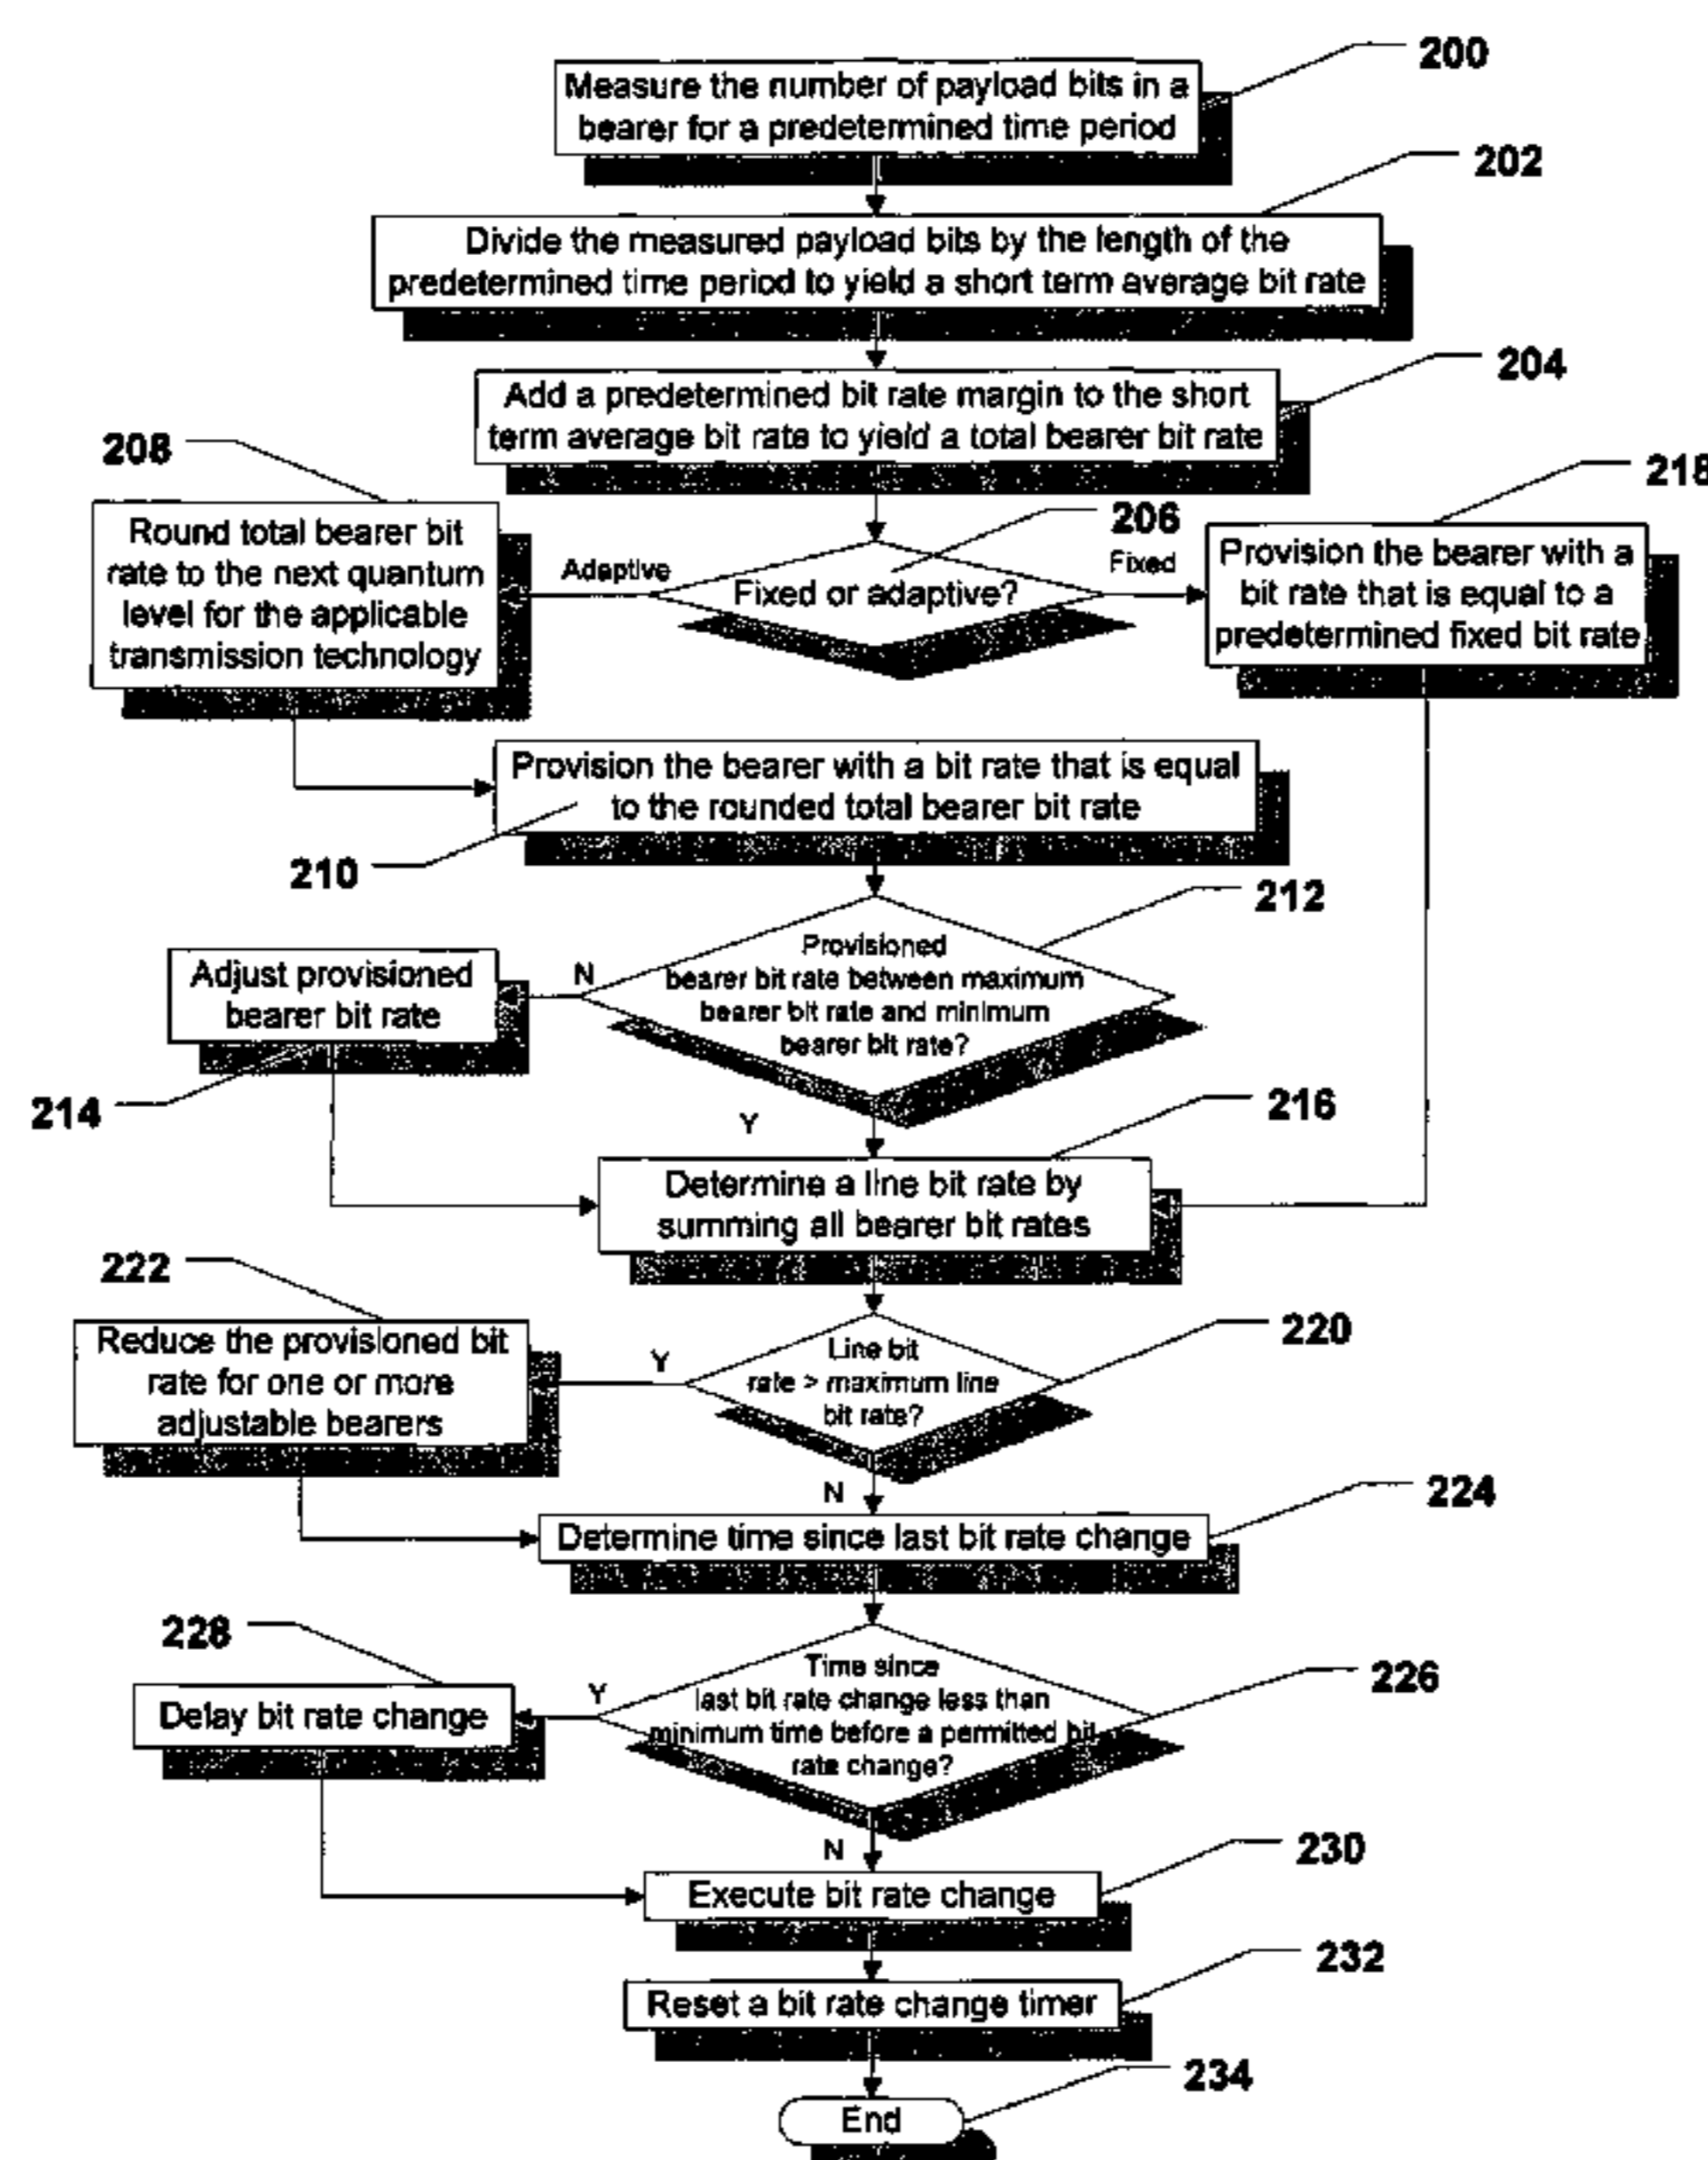 200
Measure the number of payload bits in a
bearer for a predetermined time period
202
Divide the measured payload bits by the length of the
predetermined time period to yield a short term average bit rate
204
Add a predetermined bit rate margin to the short
term average bit rate to yield a total bearer bit rate
208
Round total bearer bit
rate to the next quantum
level for the applicable
transmission technology
Adaptive
206
Fixed or adaptive?
Fixed
218
Provision the bearer with a
bit rate that is equal to a
predetermined fixed bit rate
Provision the bearer with a bit rate that is equal
to the rounded total bearer bit rate
210
212
Provisioned
bearer bit rate between maximum
bearer bit rate and minimum
bearer bit rate?
N
Adjust provisioned
bearer bit rate
214
Y
216
Determine a line bit rate by
summing all bearer bit rates
222
Reduce the provisioned bit
rate for one or more
adjustable bearers
Y
220
Line bit
rate > maximum line
bit rate?
N
224
Determine time since last bit rate change
228
Delay bit rate change
Y
226
Time since
last bit rate change less than
minimum time before a permitted bit
rate change?
N
230
Execute bit rate change
232
Reset a bit rate change timer
234
End